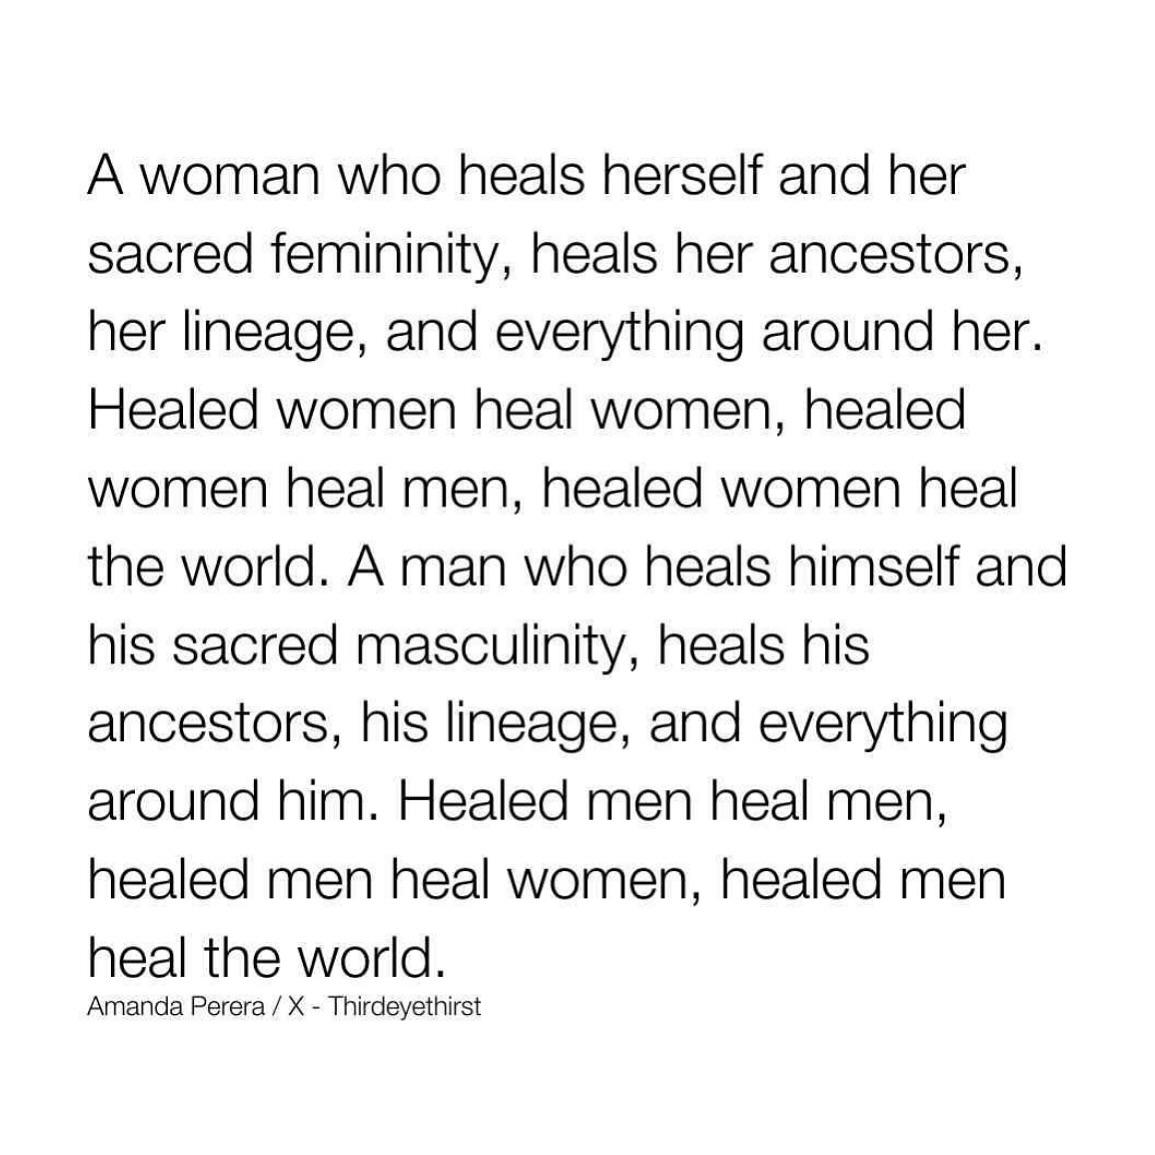 A woman who heals herself and her
sacred femininity, heals her ancestors,
her lineage, and everything around her.
Healed women heal women, healed
women heal men, healed women heal
the world. A man who heals himself and
his sacred masculinity, heals his
ancestors, his lineage, and everything
around him. Healed men heal men,
healed men heal women, healed men
heal the world.
Amanda Perera / X - Thirdeyethirst